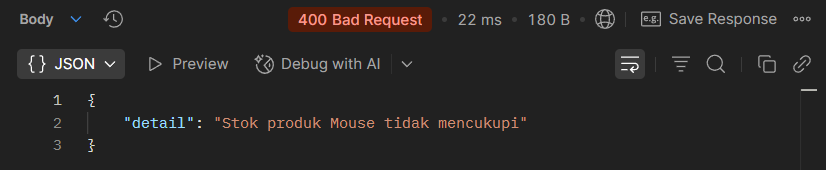 Body 400 Bad Request • 22 ms • 180 B • e.g. Save Response
{} JSON Preview Debug with AI
1 {
2 "detail": "Stok produk Mouse tidak mencukupi"
3 }